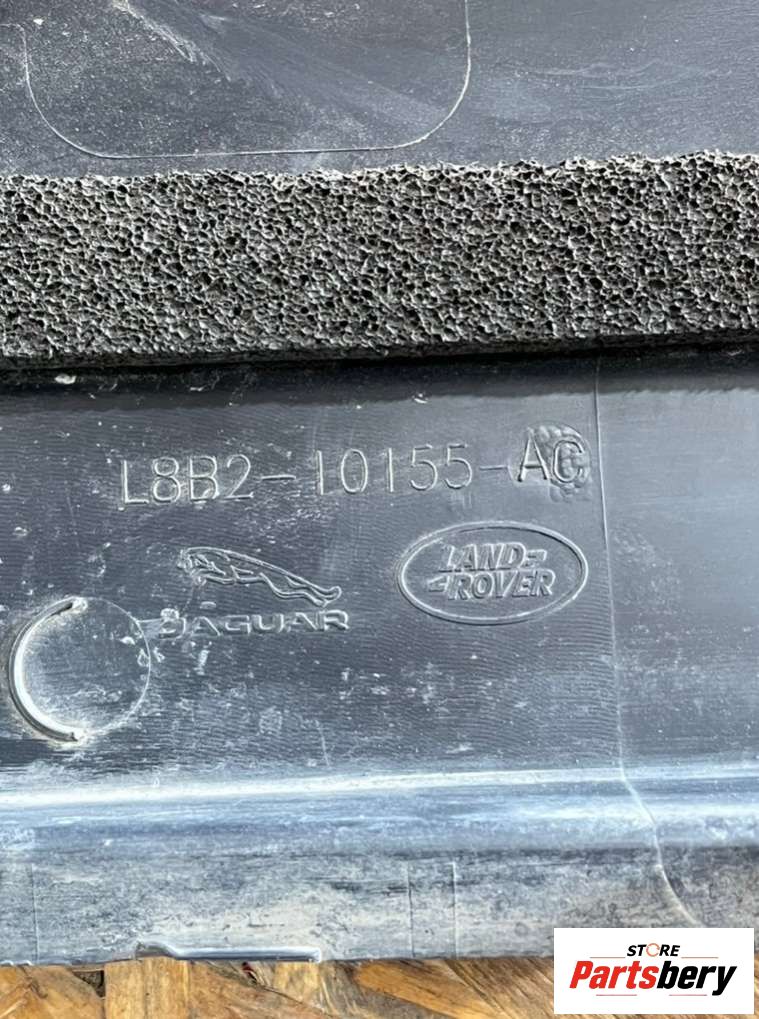 L8B2-10155-AC
JAGUAR
LAND-
-ROVER
STORE
Partsbery